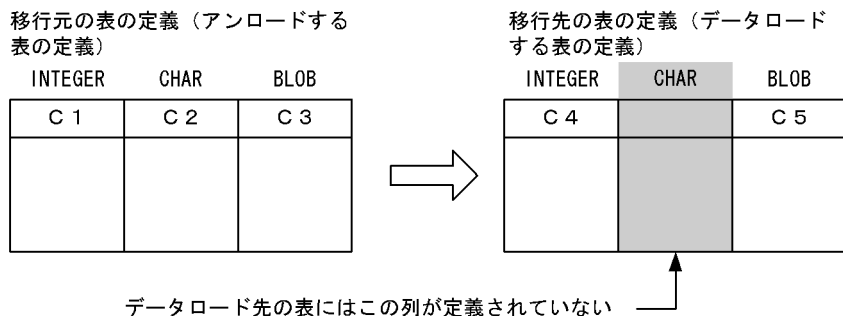 移行元の表の定義（アンロードする
表の定義）
INTEGER CHAR BLOB
C1 C2 C3
移行先の表の定義（データロード
する表の定義）
INTEGER CHAR BLOB
C4 C5
データロード先の表にはこの列が定義されていない